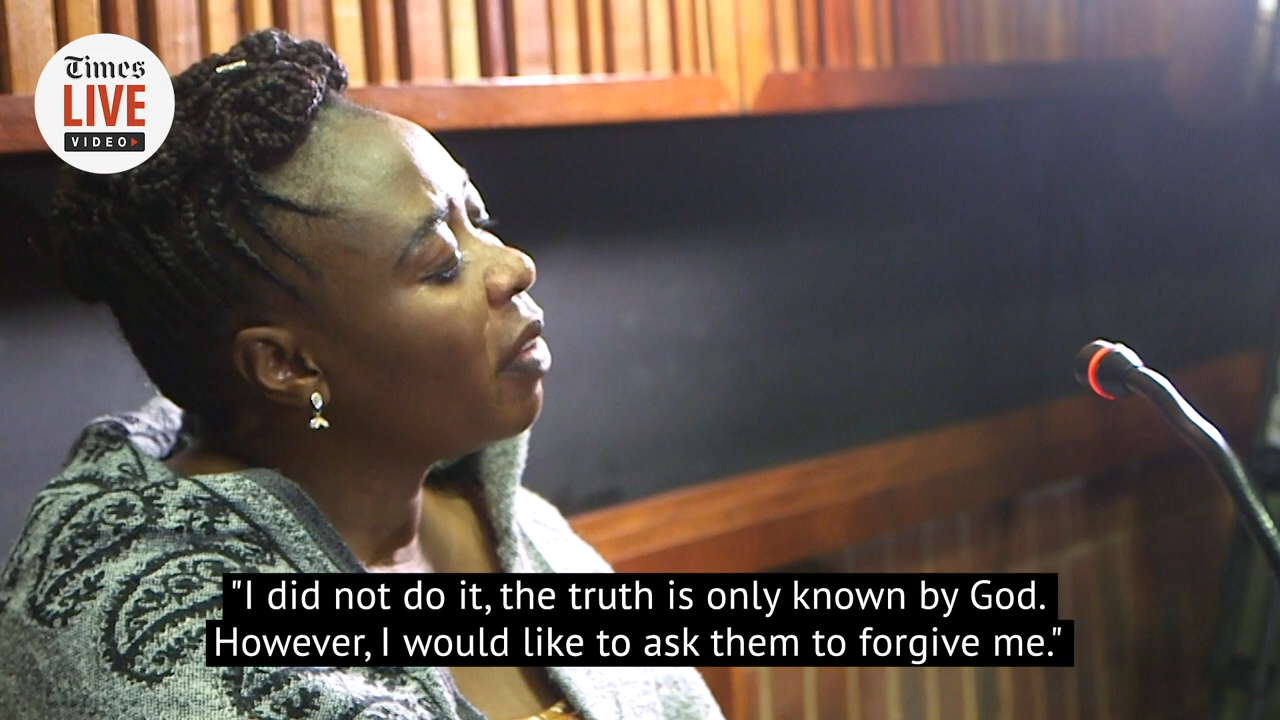 Times
LIVE
VIDEO
"I did not do it, the truth is only known by God.
However, I would like to ask them to forgive me."